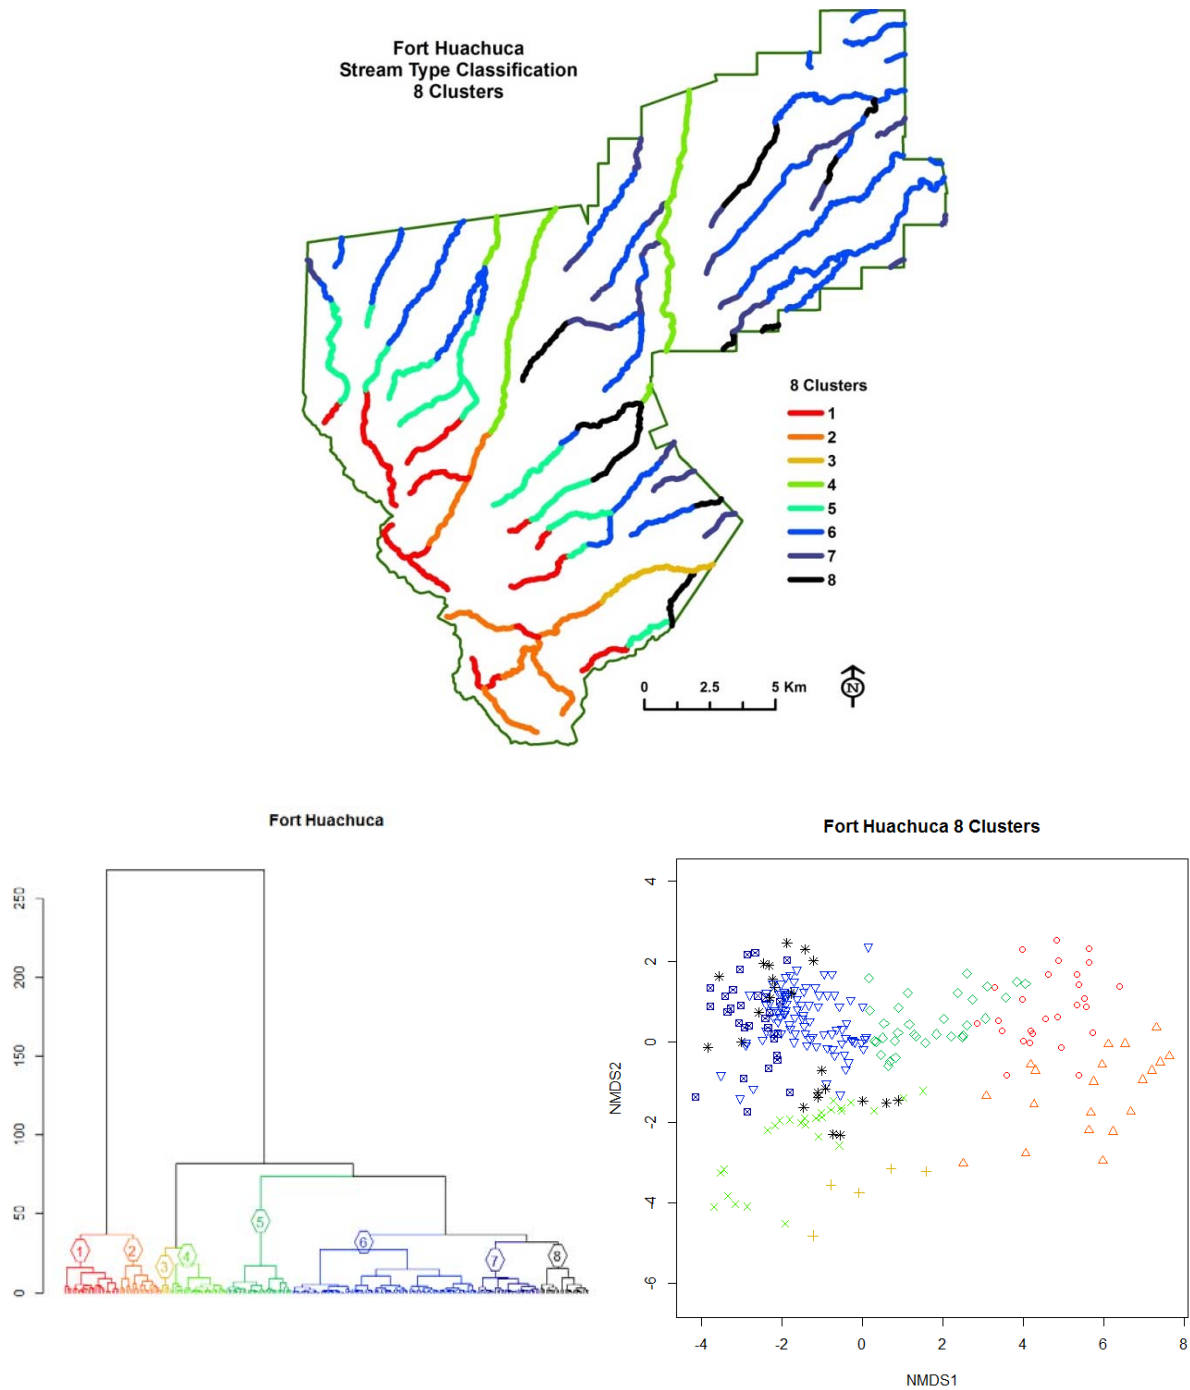 Fort Huachuca
Stream Type Classification
8 Clusters
8 Clusters
1
2
3
4
5
6
7
8
0 2.5 5 Km
N
Fort Huachuca
250
200
150
100
50
0
1
2
3
4
5
6
7
8
Fort Huachuca 8 Clusters
4
2
0
-2
-4
-6
NMDS2
-4 -2 0 2 4 6 8
NMDS1